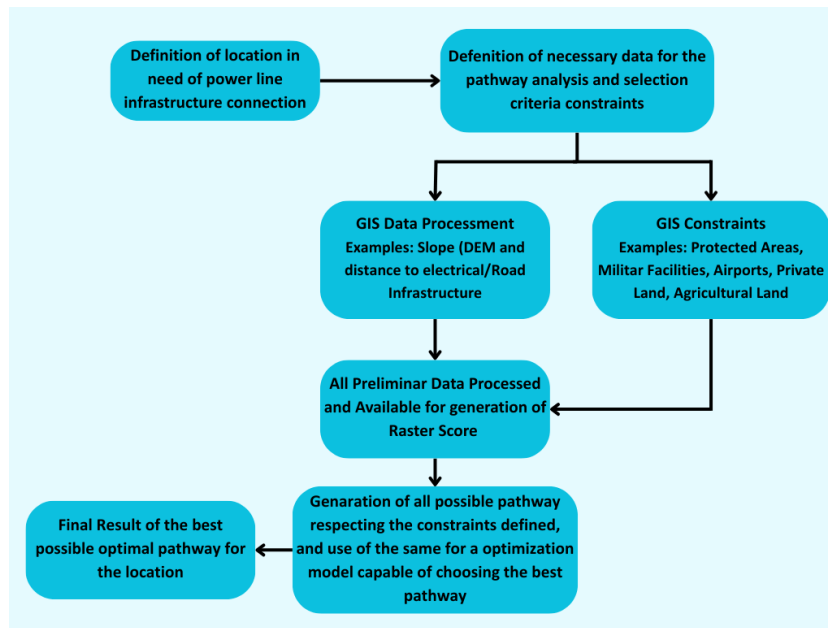 Definition of location in
need of power line
infrastructure connection
Defenition of necessary data for the
pathway analysis and selection
criteria constraints
GIS Data Processment
Examples: Slope (DEM and
distance to electrical/Road
Infrastructure
GIS Constraints
Examples: Protected Areas,
Militar Facilities, Airports, Private
Land, Agricultural Land
All Preliminar Data Processed
and Available for generation of
Raster Score
Genaration of all possible pathway
respecting the constraints defined,
and use of the same for a optimization
model capable of choosing the best
pathway
Final Result of the best
possible optimal pathway for
the location